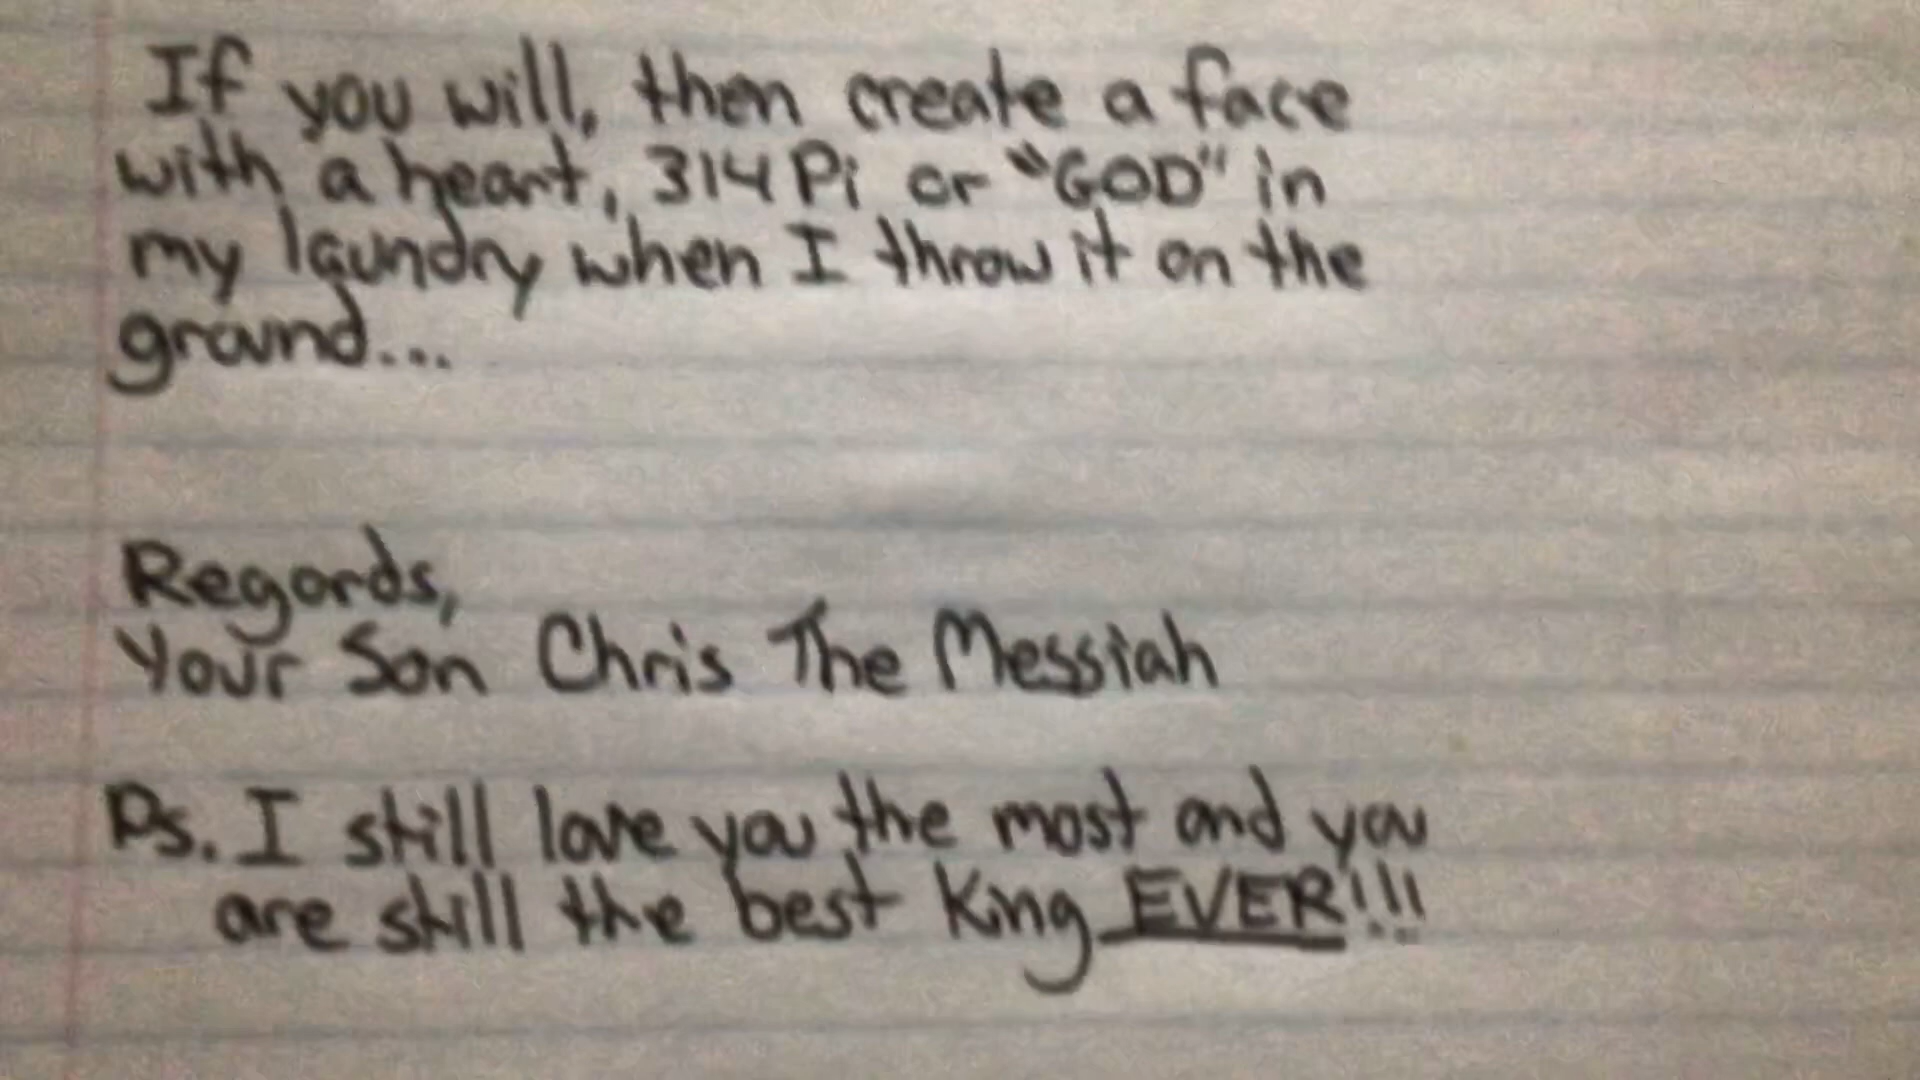 If you will, then create a face
with a heart, 314 Pi or "GOD" in
my laundry when I throw it on the
ground...
Regards,
Your Son Chris The Messiah
Ps. I still love you the most and you
are still the best King EVER!!!